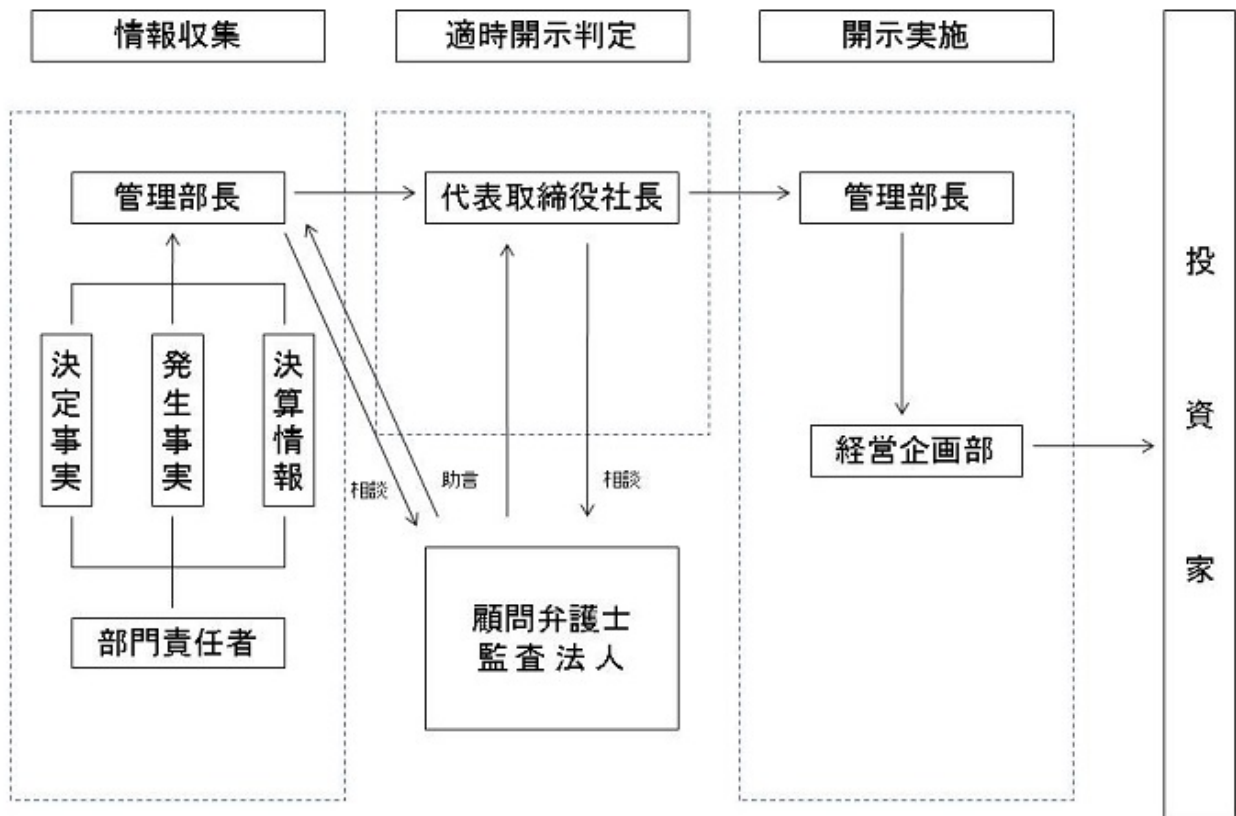 情報収集
適時開示判定
開示実施
管理部長
代表取締役社長
管理部長
決定事実
発生事実
決算情報
経営企画部
相談
助言
相談
部門責任者
顧問弁護士
監査法人
投資家